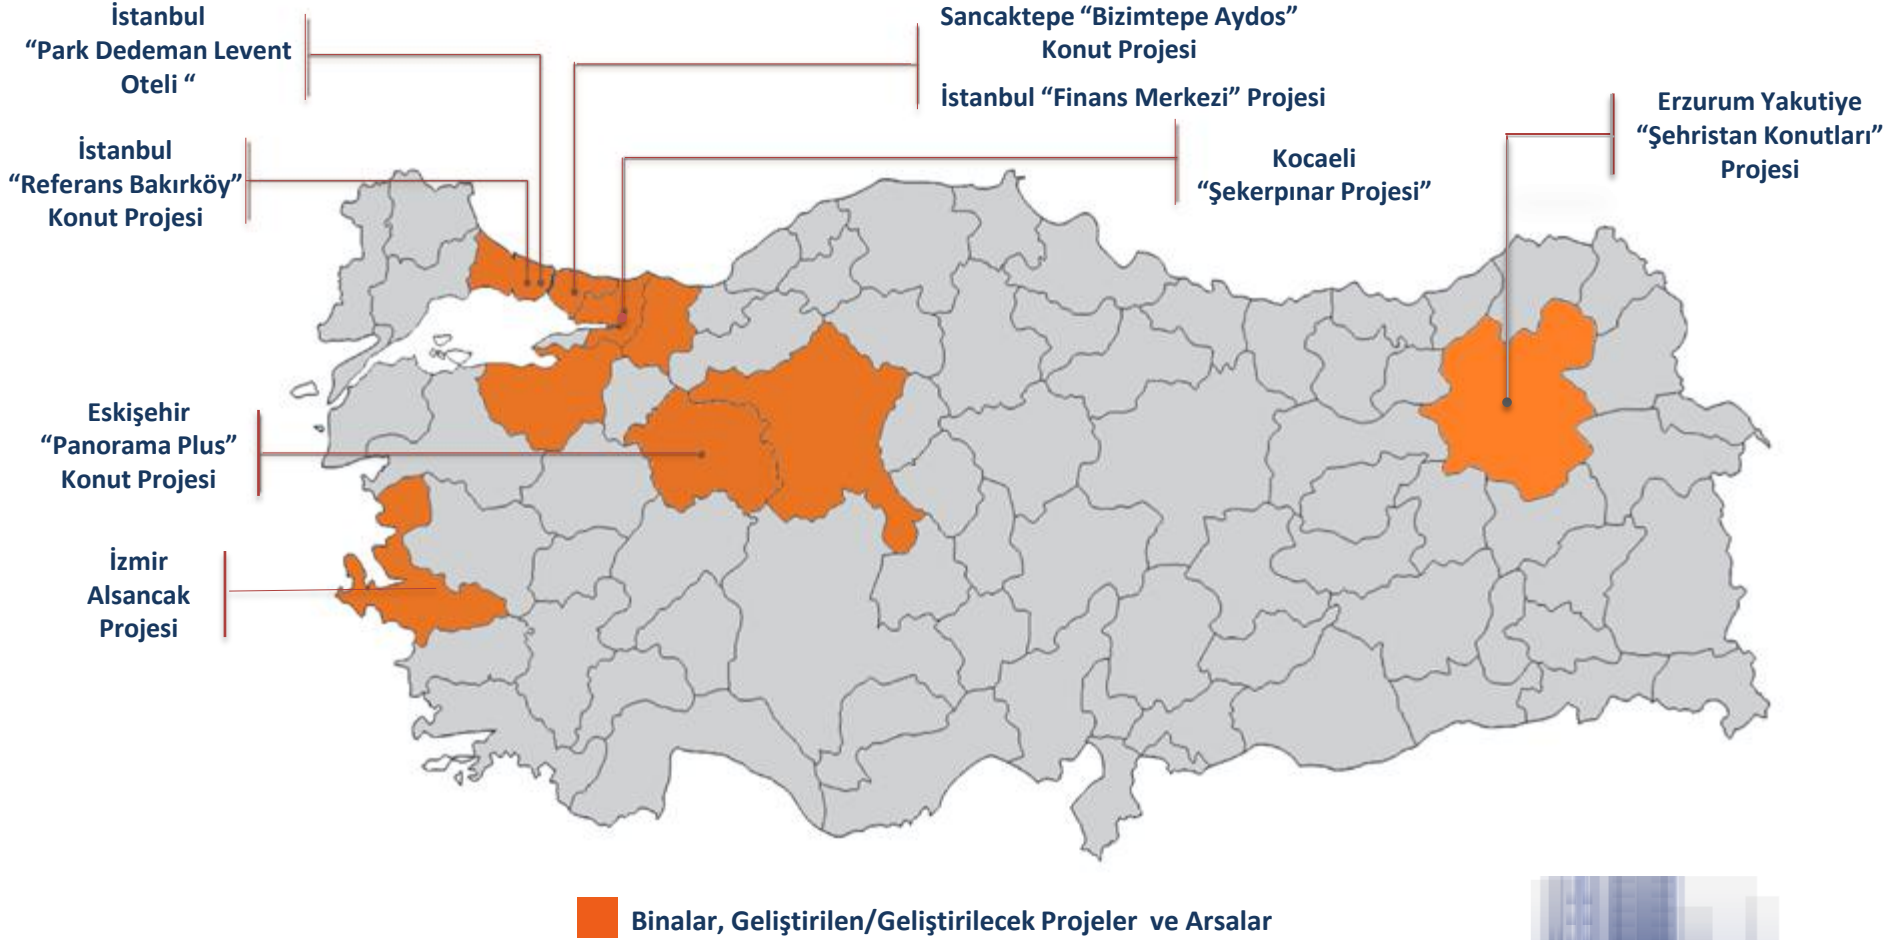 İstanbul
“Park Dedeman Levent
Oteli “
Sancaktepe “Bizimtepe Aydos”
Konut Projesi
İstanbul “Finans Merkezi” Projesi
Erzurum Yakutiye
“Şehristan Konutları”
Projesi
İstanbul
“Referans Bakırköy”
Konut Projesi
Kocaeli
“Şekerpınar Projesi”
Eskişehir
“Panorama Plus”
Konut Projesi
İzmir
Alsancak
Projesi
Binalar, Geliştirilen/Geliştirilecek Projeler ve Arsalar